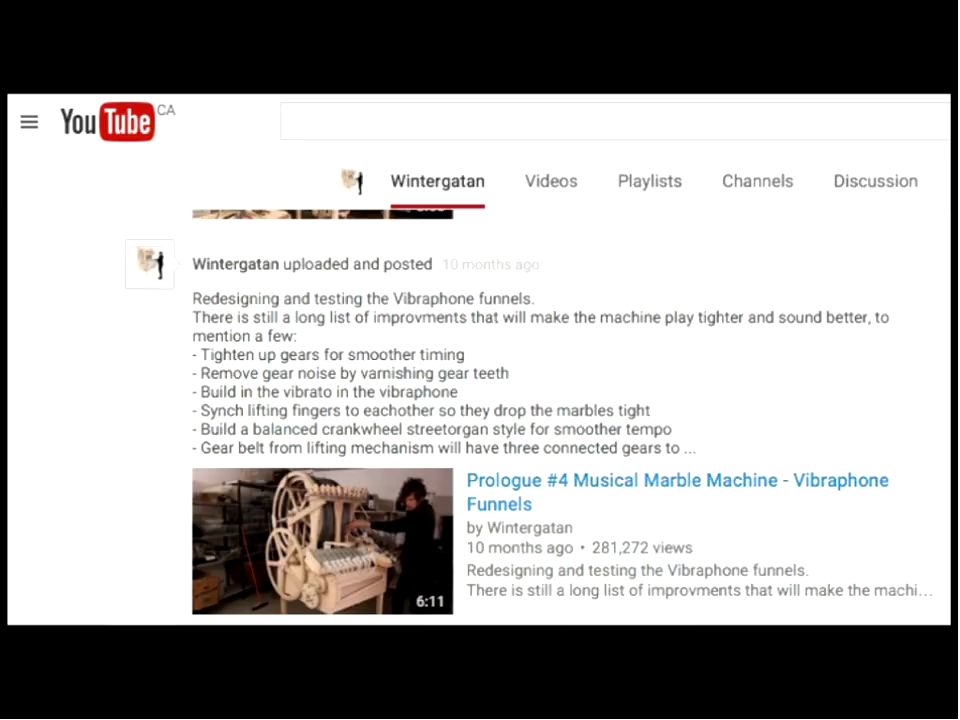 YouTube CA
Wintergatan Videos Playlists Channels Discussion
Wintergatan uploaded and posted 10 months ago
Redesigning and testing the Vibraphone funnels.
There is still a long list of improvments that will make the machine play tighter and sound better, to
mention a few:
- Tighten up gears for smoother timing
- Remove gear noise by varnishing gear teeth
- Build in the vibrato in the vibraphone
- Synch lifting fingers to eachother so they drop the marbles tight
- Build a balanced crankwheel streetorgan style for smoother tempo
- Gear belt from lifting mechanism will have three connected gears to ...
Prologue #4 Musical Marble Machine - Vibraphone
Funnels
by Wintergatan
10 months ago • 281,272 views
Redesigning and testing the Vibraphone funnels.
There is still a long list of improvments that will make the machi...
6:11